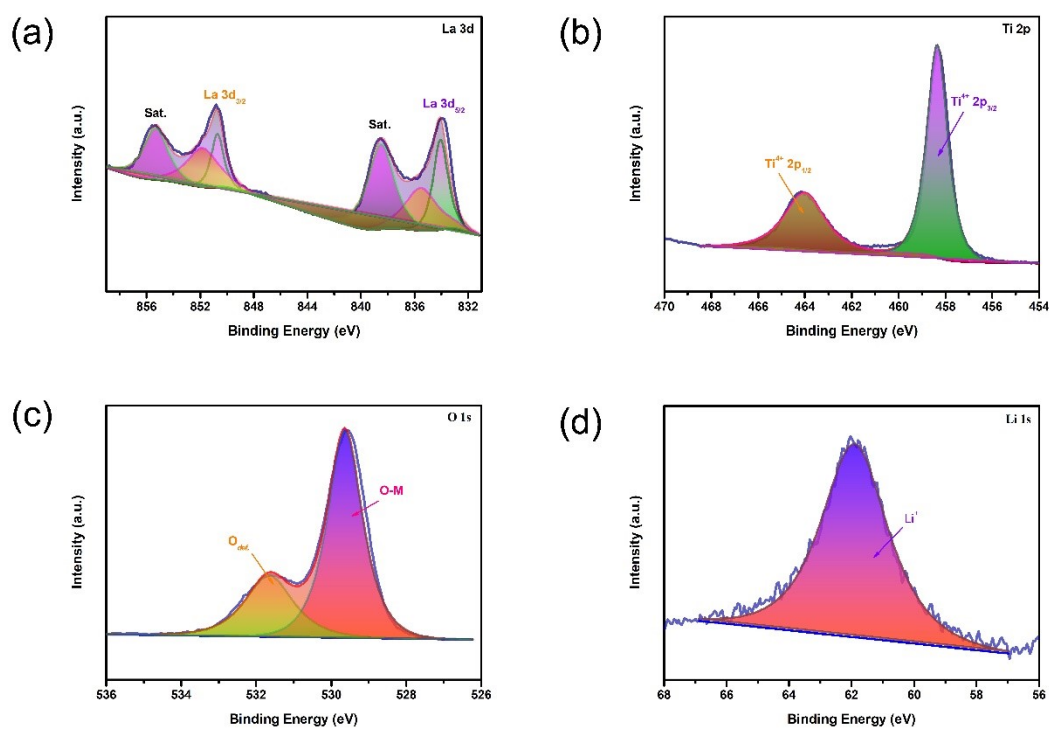 (a)
La 3d
Sat.
La 3d3/2
Sat.
La 3d5/2
Intensity (a.u.)
856 852 848 844 840 836 832
Binding Energy (eV)
(b)
Ti 2p
Ti4+ 2p1/2
Ti4+ 2p3/2
Intensity (a.u.)
470 468 466 464 462 460 458 456 454
Binding Energy (eV)
(c)
O 1s
Odef.
O-M
Intensity (a.u.)
536 534 532 530 528 526
Binding Energy (eV)
(d)
Li 1s
Li+
Intensity (a.u.)
68 66 64 62 60 58 56
Binding Energy (eV)